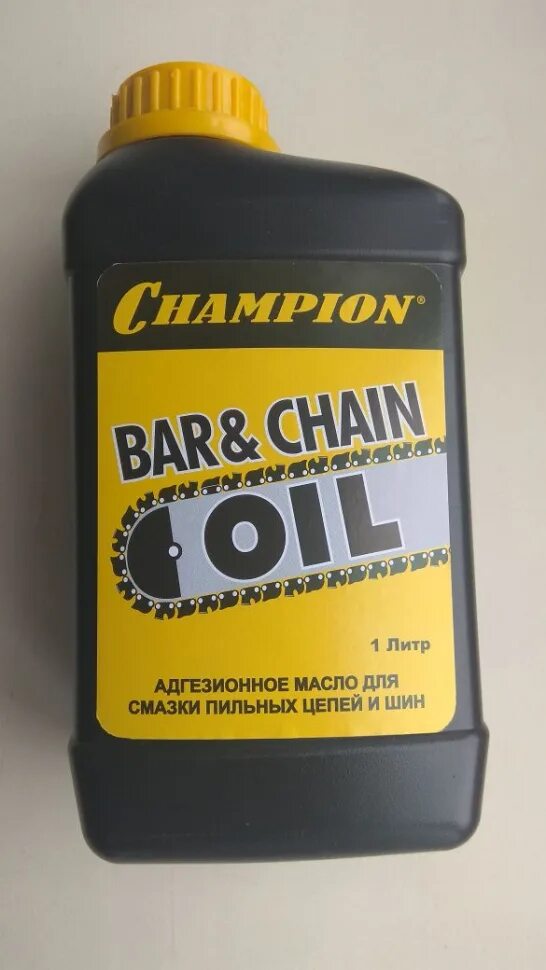 CHAMPION®
BAR & CHAIN
OIL
1 Литр
АДГЕЗИОННОЕ МАСЛО ДЛЯ
СМАЗКИ ПИЛЬНЫХ ЦЕПЕЙ И ШИН